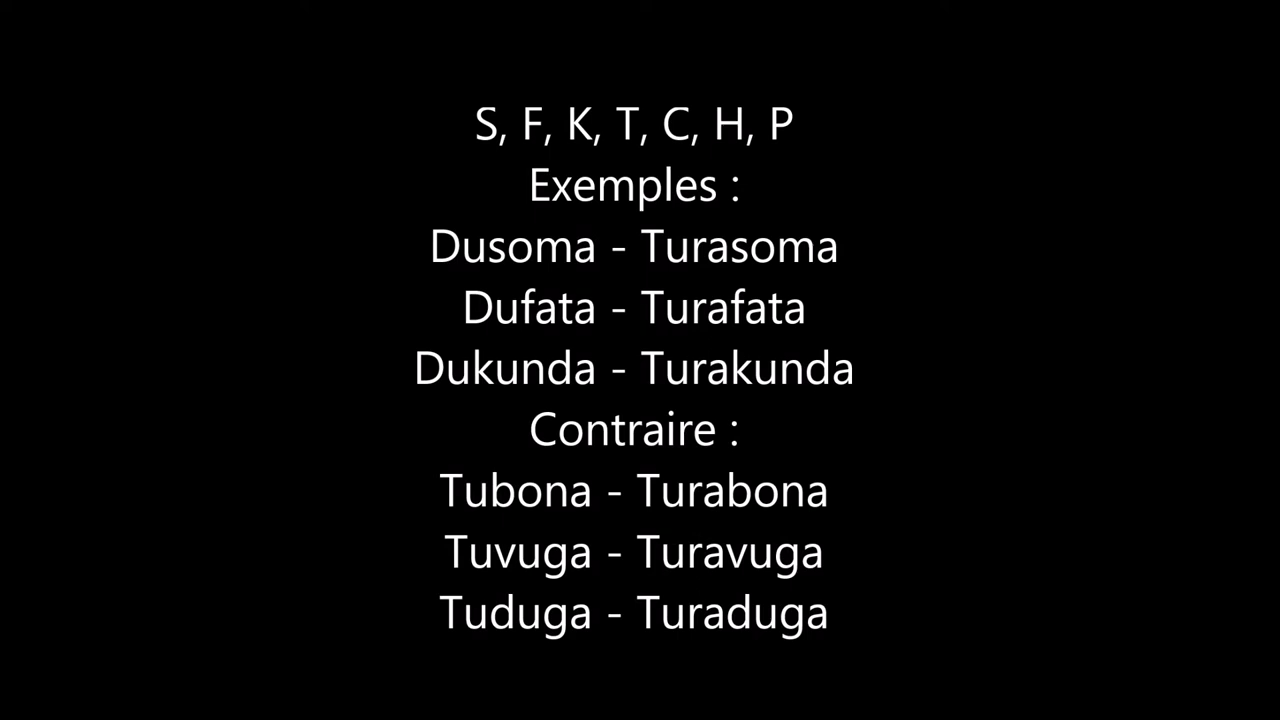 S, F, K, T, C, H, P
Exemples :
Dusoma - Turasoma
Dufata - Turafata
Dukunda - Turakunda
Contraire :
Tubona - Turabona
Tuvuga - Turavuga
Tuduga - Turaduga